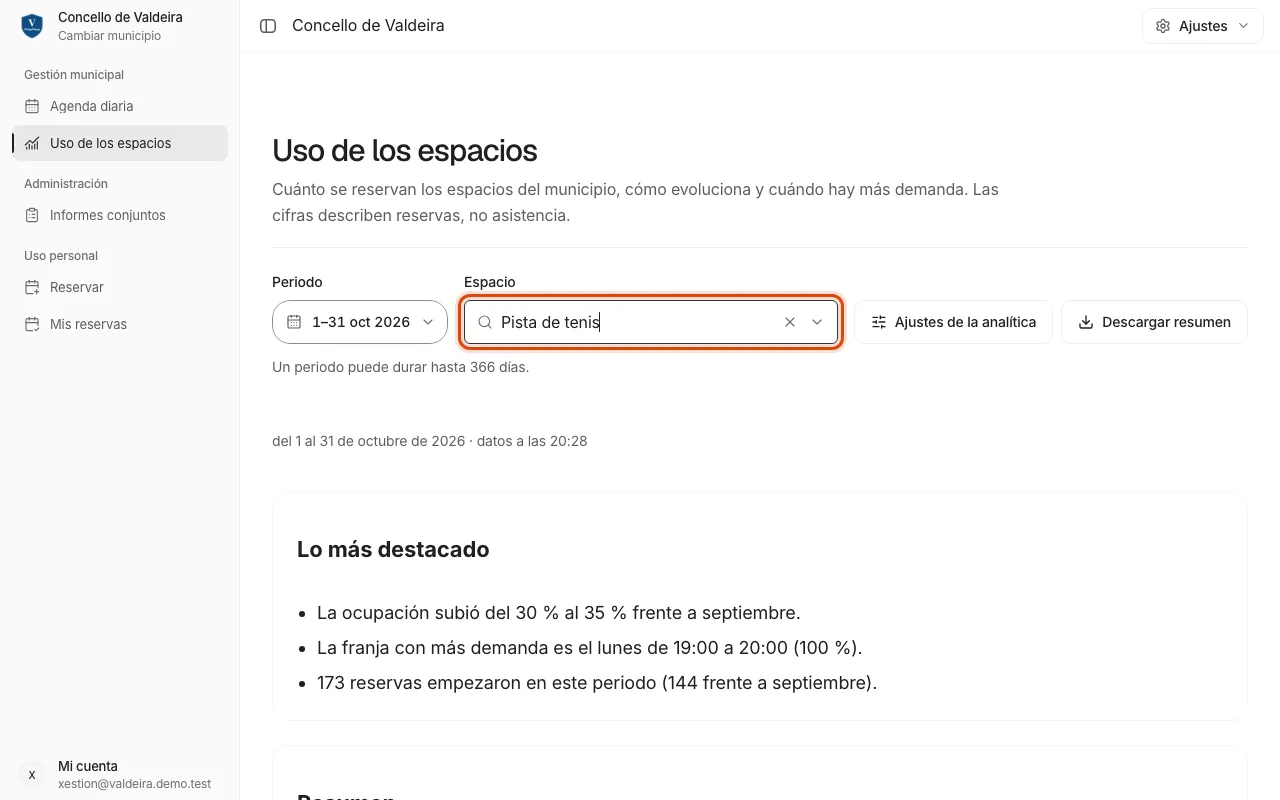 Concello de Valdeira
Cambiar municipio
Gestión municipal
Agenda diaria
Uso de los espacios
Administración
Informes conjuntos
Uso personal
Reservar
Mis reservas
X
Mi cuenta
xestion@valdeira.demo.test
Concello de Valdeira
Ajustes
Uso de los espacios
Cuánto se reservan los espacios del municipio, cómo evoluciona y cuándo hay más demanda. Las
cifras describen reservas, no asistencia.
Periodo
Espacio
1–31 oct 2026
Pista de tenis
Ajustes de la analítica
Descargar resumen
Un periodo puede durar hasta 366 días.
del 1 al 31 de octubre de 2026 · datos a las 20:28
Lo más destacado
• La ocupación subió del 30 % al 35 % frente a septiembre.
• La franja con más demanda es el lunes de 19:00 a 20:00 (100 %).
• 173 reservas empezaron en este periodo (144 frente a septiembre).
Resumen